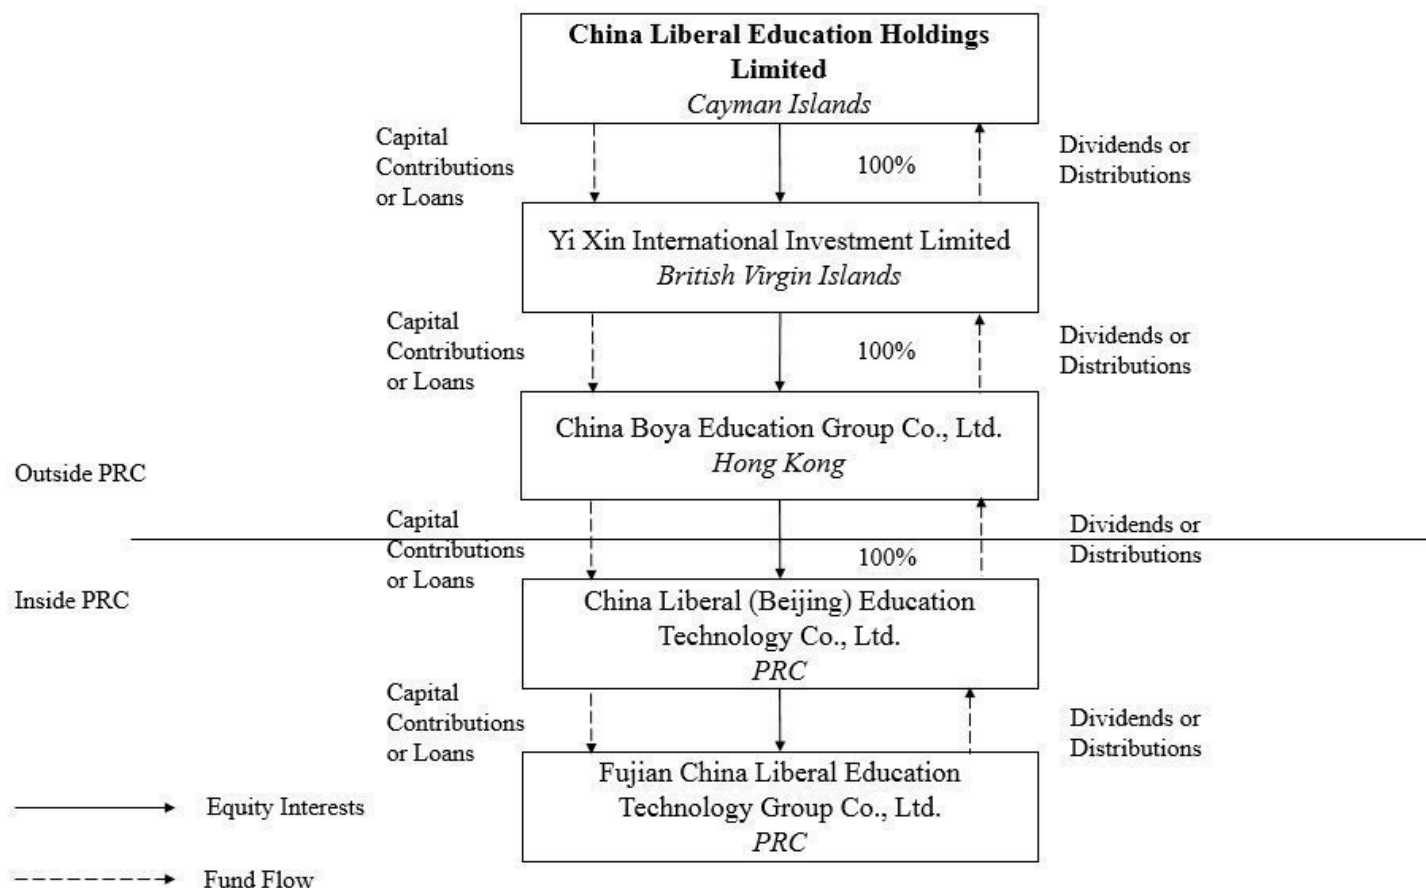 China Liberal Education Holdings
Limited
Cayman Islands
Capital
Contributions
or Loans
100%
Dividends or
Distributions
Yi Xin International Investment Limited
British Virgin Islands
Capital
Contributions
or Loans
100%
Dividends or
Distributions
China Boya Education Group Co., Ltd.
Hong Kong
Outside PRC
Capital
Contributions
or Loans
100%
Dividends or
Distributions
Inside PRC
China Liberal (Beijing) Education
Technology Co., Ltd.
PRC
Capital
Contributions
or Loans
Dividends or
Distributions
Fujian China Liberal Education
Technology Group Co., Ltd.
PRC
Equity Interests
Fund Flow